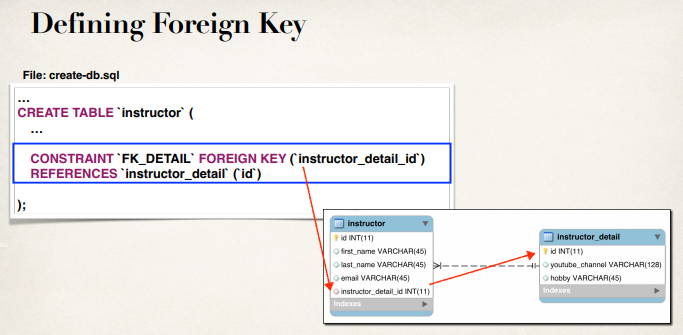 Defining Foreign Key
File: create-db.sql
…
CREATE TABLE `instructor` (
…
CONSTRAINT `FK_DETAIL` FOREIGN KEY (`instructor_detail_id`)
REFERENCES `instructor_detail` (`id`)
);
instructor
id INT(11)
first_name VARCHAR(45)
last_name VARCHAR(45)
email VARCHAR(45)
instructor_detail_id INT(11)
Indexes
instructor_detail
id INT(11)
youtube_channel VARCHAR(128)
hobby VARCHAR(45)
Indexes